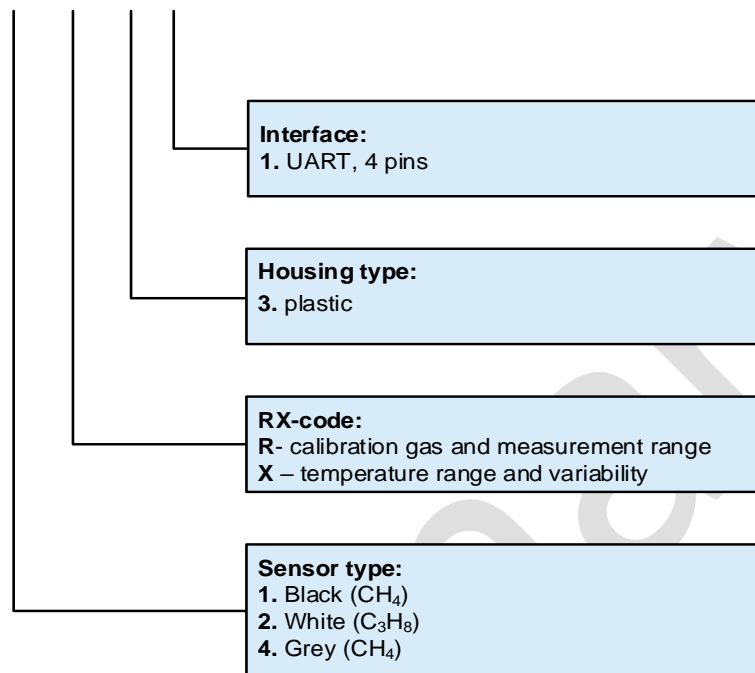 Interface:
1. UART, 4 pins
Housing type:
3. plastic
RX-code:
R- calibration gas and measurement range
X – temperature range and variability
Sensor type:
1. Black (CH₄)
2. White (C₃H₈)
4. Grey (CH₄)